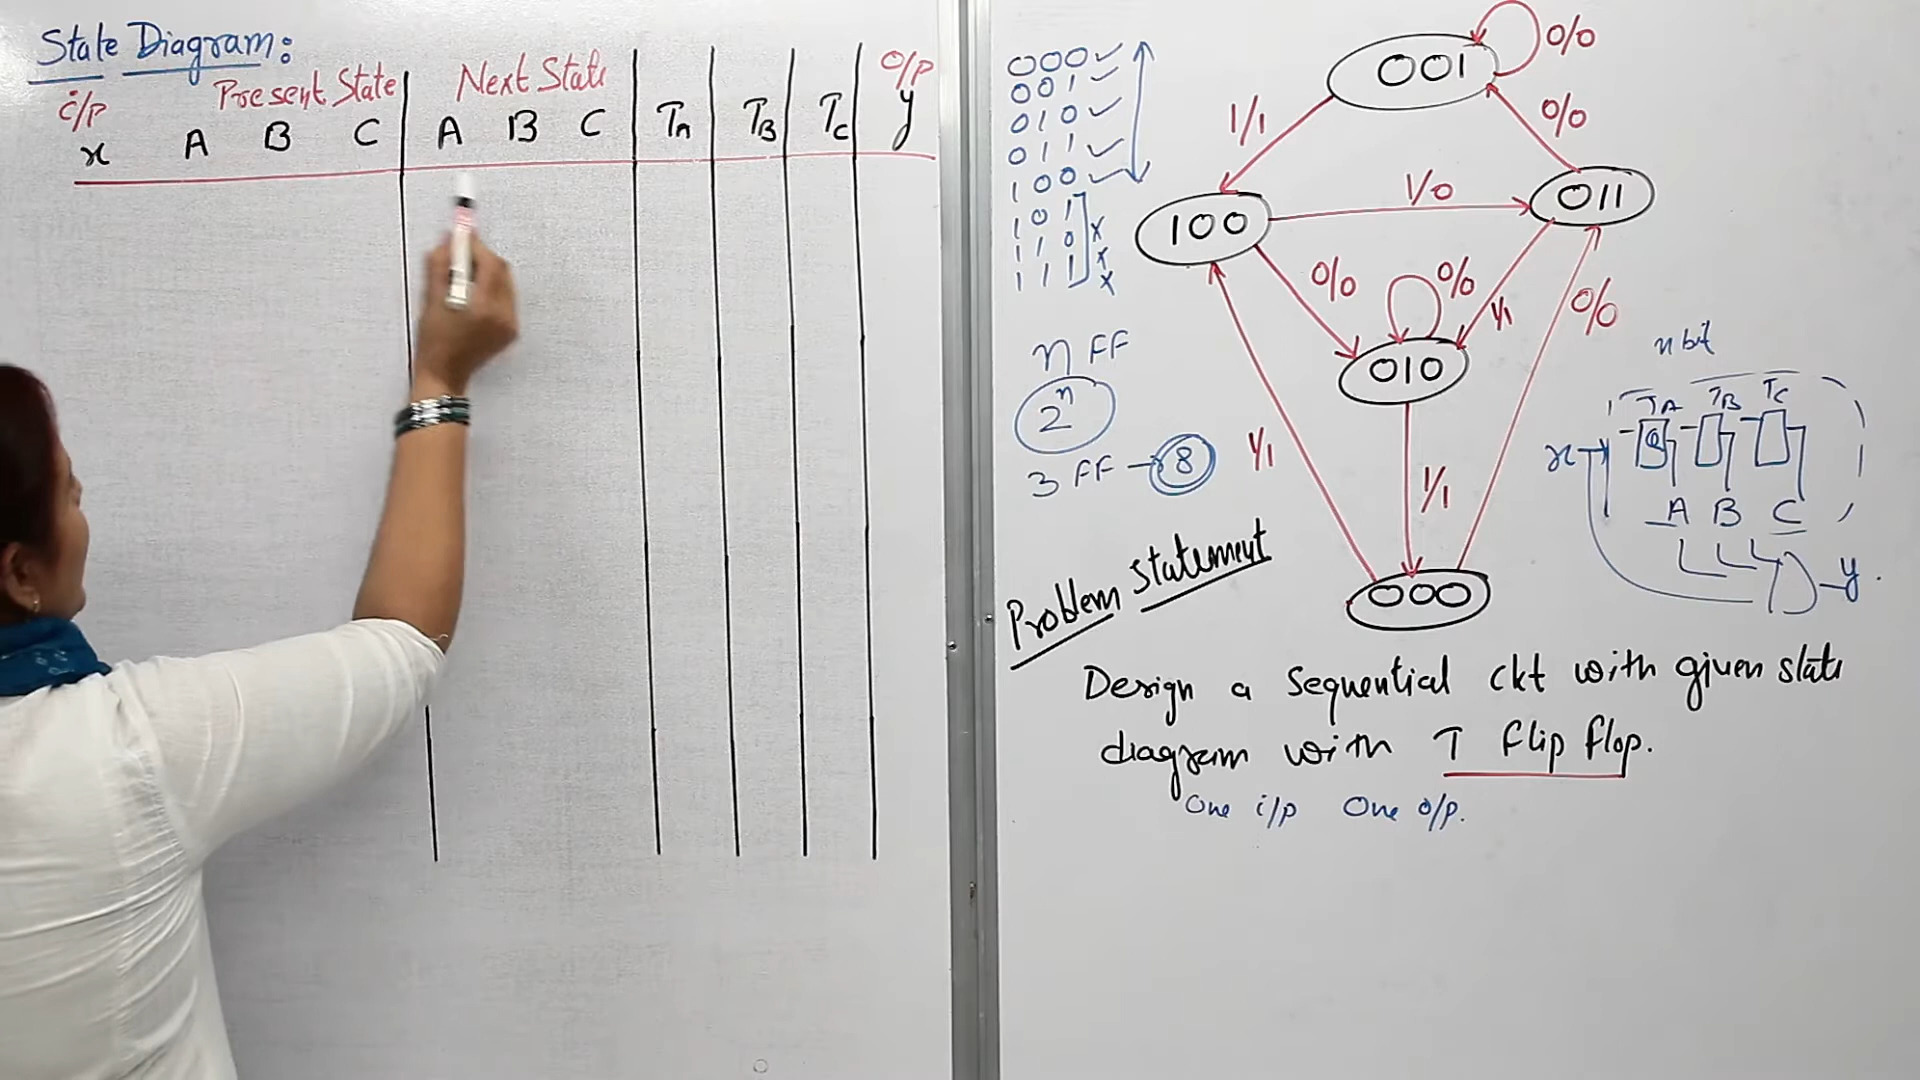 State Diagram:
i/p Present State Next State o/p
x A B C A B C TA TB TC y
000 ✓
001 ✓
010 ✓
011 ✓
100 ✓
101 x
110 x
111 x
n FF
2^n
3 FF → 8
001
0/0
1/1
0/0
100
1/0
011
0/0
0/0
1/1
0/0
010
1/1
1/1
000
n bit
TA TB TC
x Q
A B C
y
Problem Statement
Design a sequential ckt with given state
diagram with T flip flop.
One i/p One o/p.